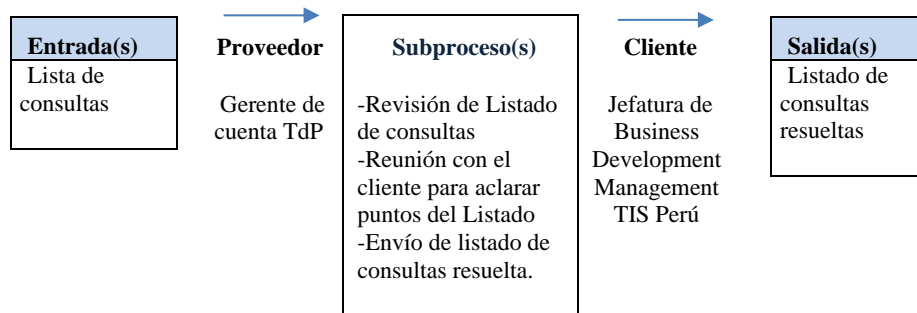 Entrada(s)
Lista de
consultas
Proveedor
Gerente de
cuenta TdP
Subproceso(s)
-Revisión de Listado
de consultas
-Reunión con el
cliente para aclarar
puntos del Listado
-Envío de listado de
consultas resuelta.
Cliente
Jefatura de
Business
Development
Management
TIS Perú
Salida(s)
Listado de
consultas
resueltas